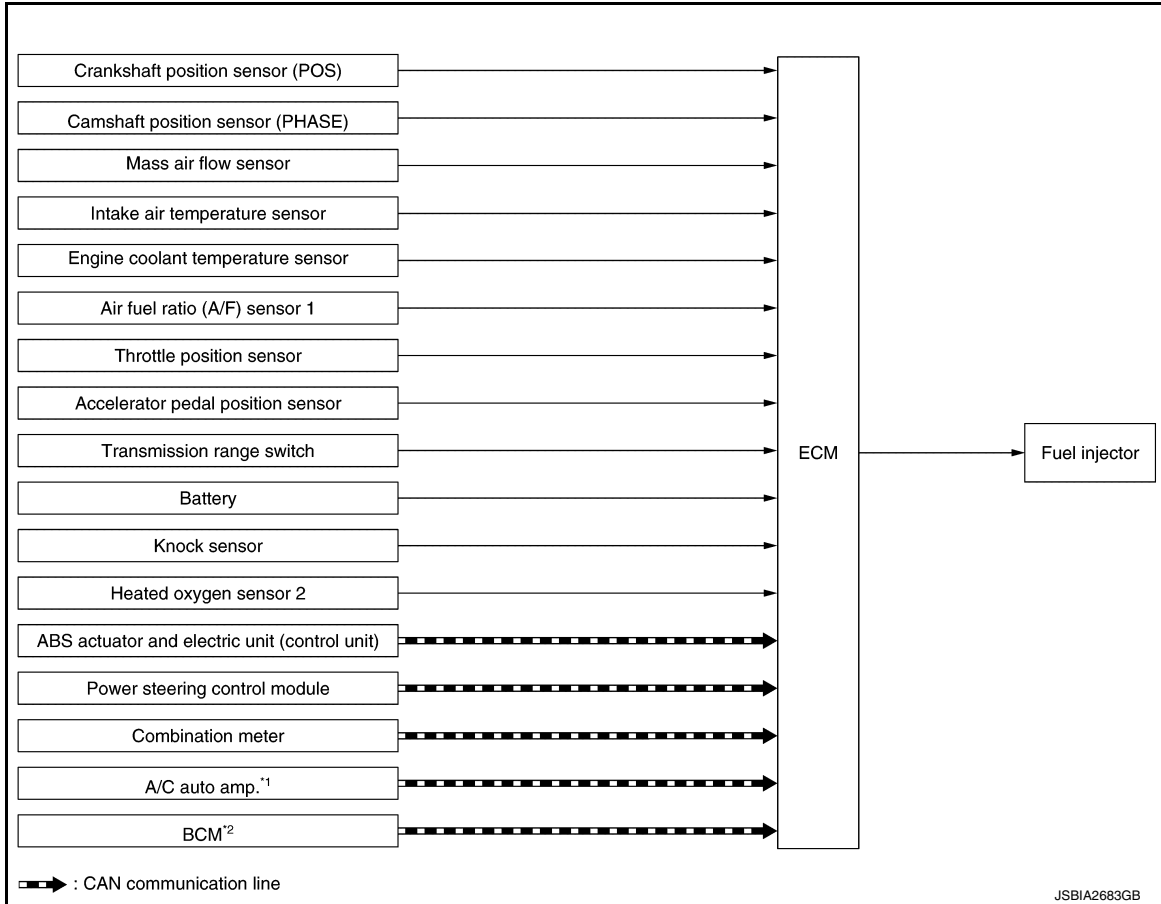 Crankshaft position sensor (POS)
Camshaft position sensor (PHASE)
Mass air flow sensor
Intake air temperature sensor
Engine coolant temperature sensor
Air fuel ratio (A/F) sensor 1
Throttle position sensor
Accelerator pedal position sensor
Transmission range switch
Battery
Knock sensor
Heated oxygen sensor 2
ABS actuator and electric unit (control unit)
Power steering control module
Combination meter
A/C auto amp.*1
BCM*2
ECM
Fuel injector
: CAN communication line
JSBIA2683GB